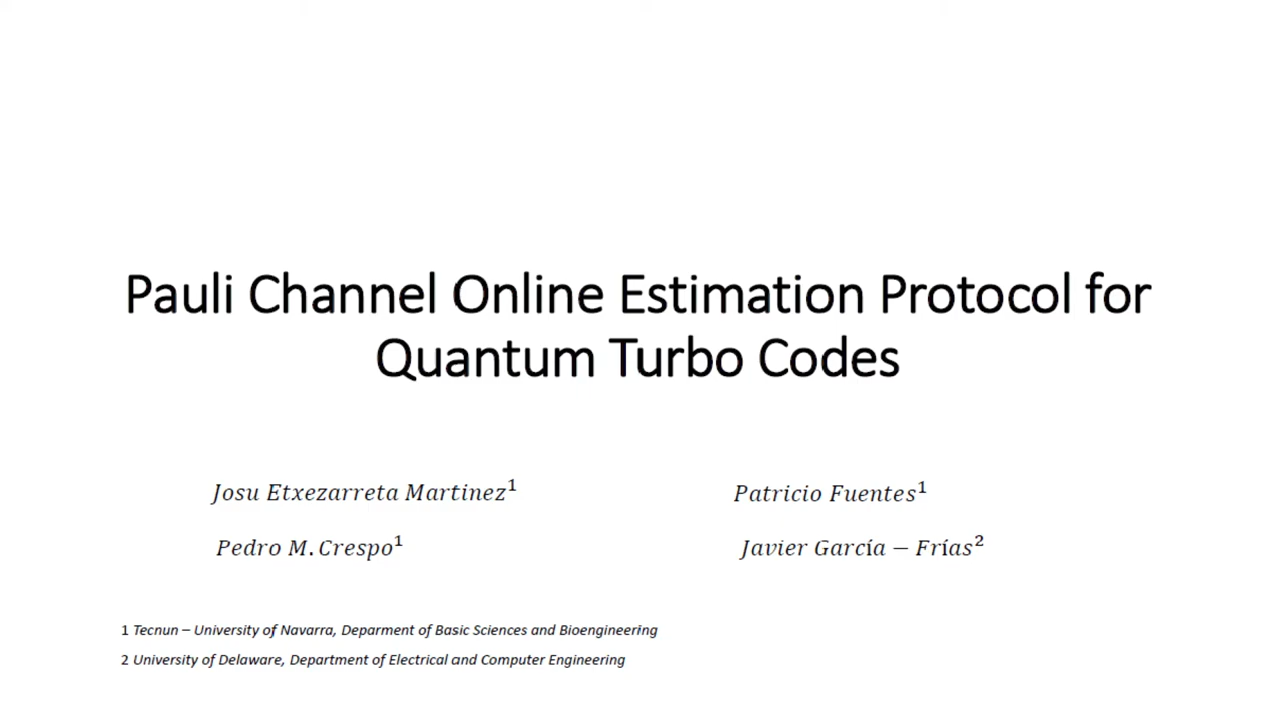 Pauli Channel Online Estimation Protocol for
Quantum Turbo Codes
Josu Etxezarreta Martinez¹
Patricio Fuentes¹
Pedro M. Crespo¹
Javier García – Frías²
1 Tecnun – University of Navarra, Deparment of Basic Sciences and Bioengineering
2 University of Delaware, Department of Electrical and Computer Engineering